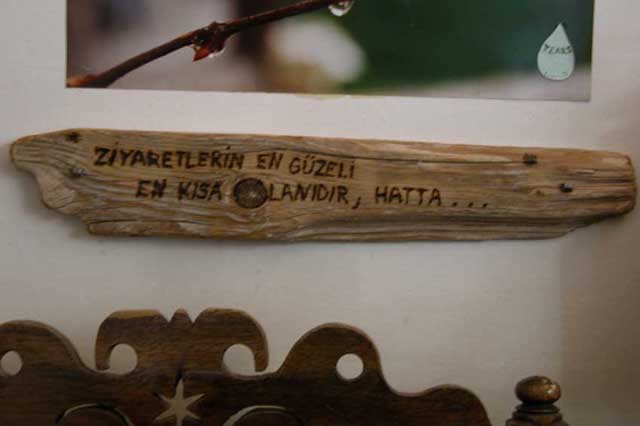 ZİYARETLERİN EN GÜZELİ
EN KISA OLANIDIR, HATTA...